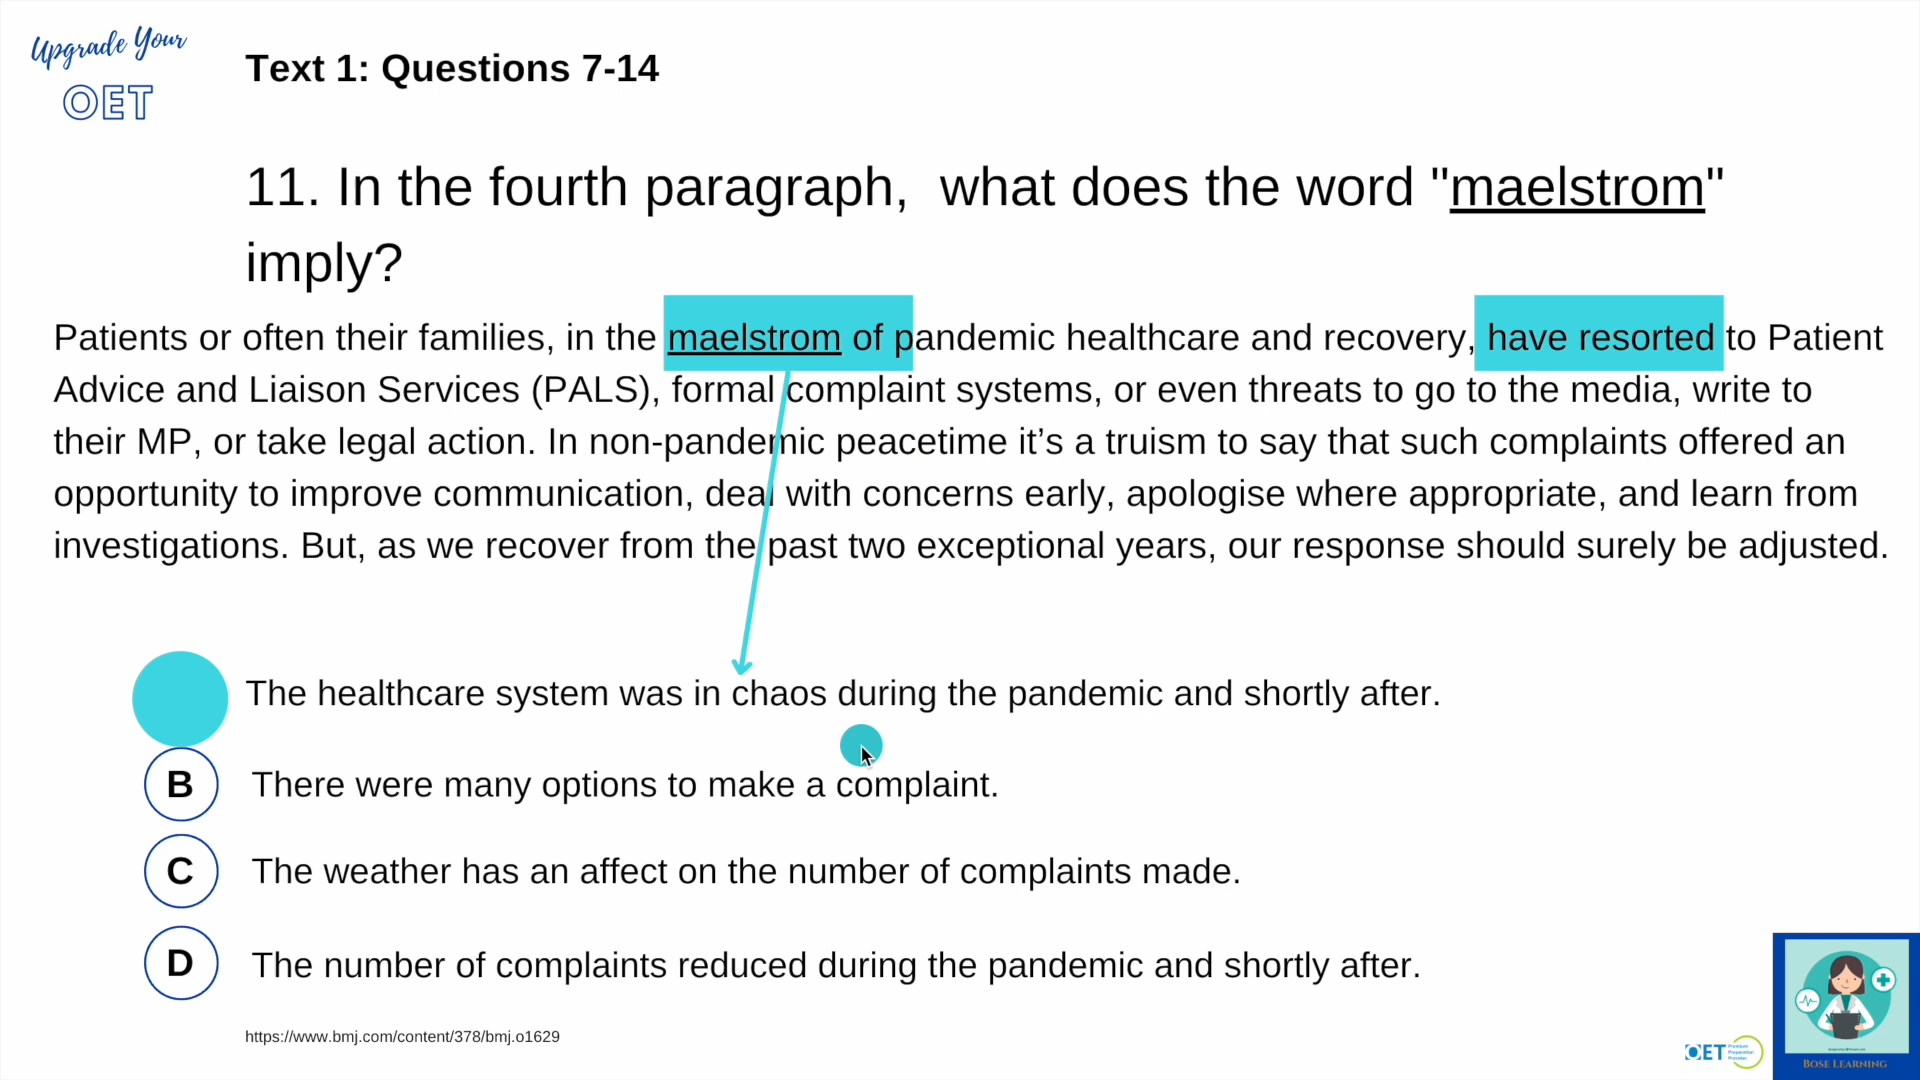 Upgrade Your
OET
Text 1: Questions 7-14
11. In the fourth paragraph, what does the word "maelstrom"
imply?
Patients or often their families, in the maelstrom of pandemic healthcare and recovery, have resorted to Patient
Advice and Liaison Services (PALS), formal complaint systems, or even threats to go to the media, write to
their MP, or take legal action. In non-pandemic peacetime it’s a truism to say that such complaints offered an
opportunity to improve communication, deal with concerns early, apologise where appropriate, and learn from
investigations. But, as we recover from the past two exceptional years, our response should surely be adjusted.
The healthcare system was in chaos during the pandemic and shortly after.
B There were many options to make a complaint.
C The weather has an affect on the number of complaints made.
D The number of complaints reduced during the pandemic and shortly after.
https://www.bmj.com/content/378/bmj.o1629
OET Premium
Preparation
Provider
BOSE LEARNING